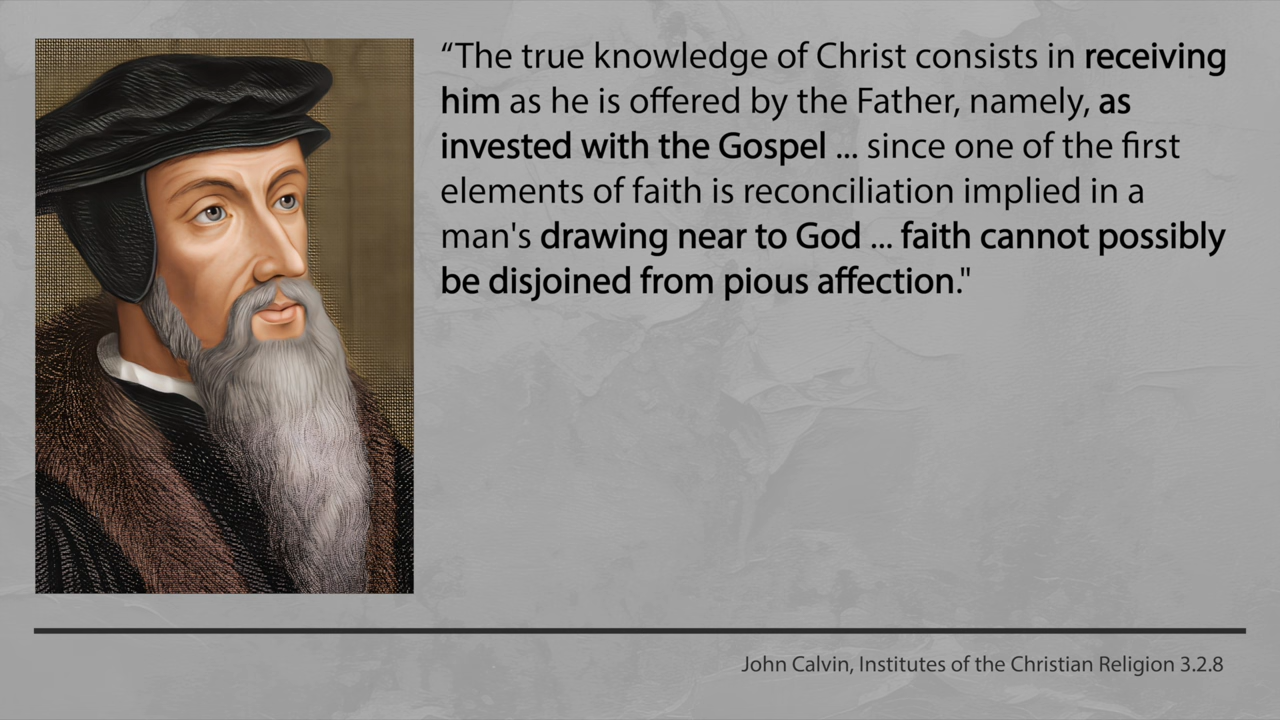 “The true knowledge of Christ consists in receiving
him as he is offered by the Father, namely, as
invested with the Gospel ... since one of the first
elements of faith is reconciliation implied in a
man's drawing near to God ... faith cannot possibly
be disjoined from pious affection."
John Calvin, Institutes of the Christian Religion 3.2.8